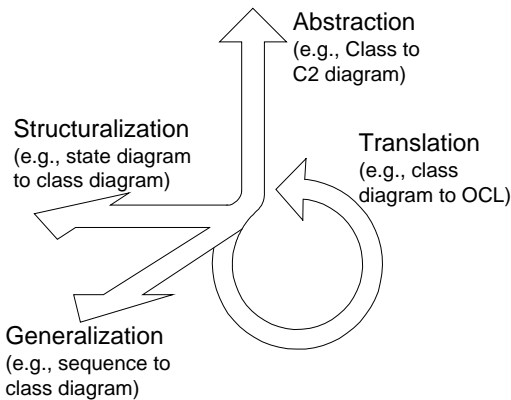 Abstraction
(e.g., Class to
C2 diagram)
Structuralization
(e.g., state diagram
to class diagram)
Translation
(e.g., class
diagram to OCL)
Generalization
(e.g., sequence to
class diagram)